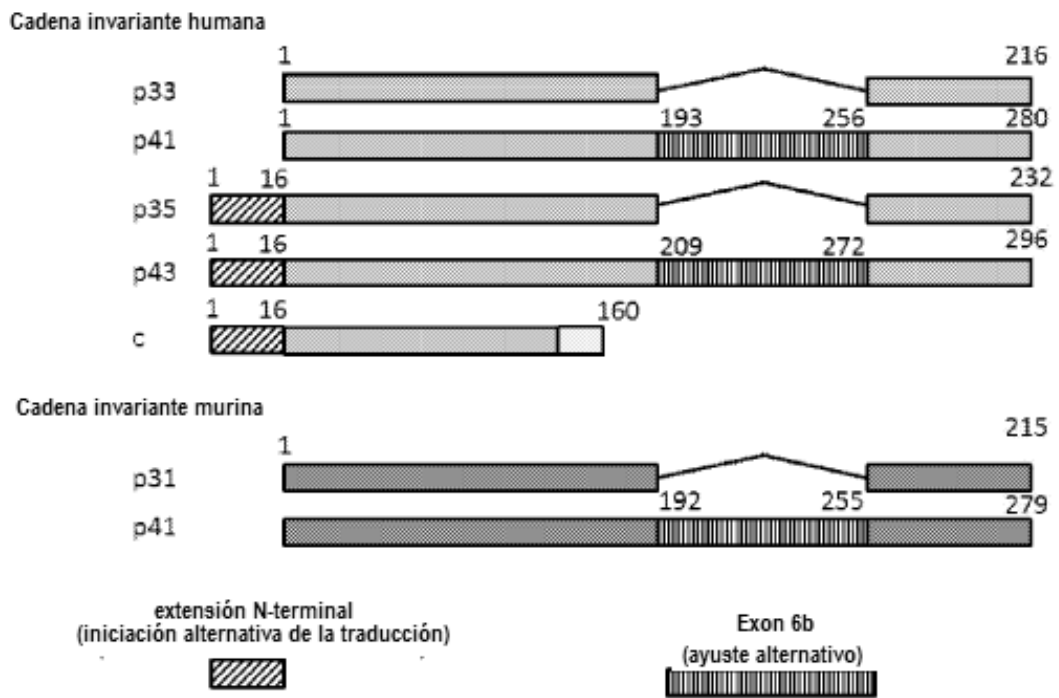 Cadena invariante humana
1 216
p33
1 193 256 280
p41
1 16 232
p35
1 16 209 272 296
p43
1 16 160
c
Cadena invariante murina
1 215
p31
192 255 279
p41
extensión N-terminal
(iniciación alternativa de la traducción)
Exon 6b
(ayuste alternativo)